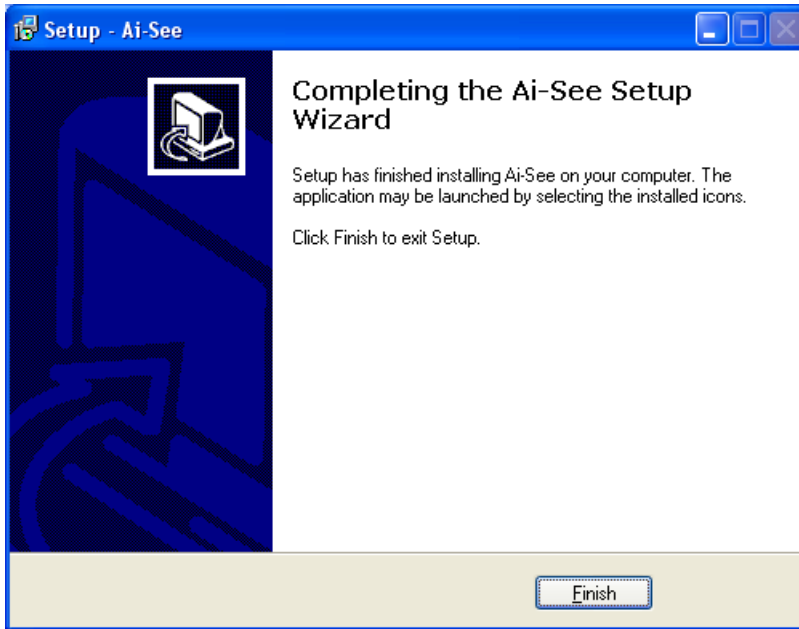 Setup - Ai-See
Completing the Ai-See Setup
Wizard
Setup has finished installing Ai-See on your computer. The
application may be launched by selecting the installed icons.
Click Finish to exit Setup.
Finish